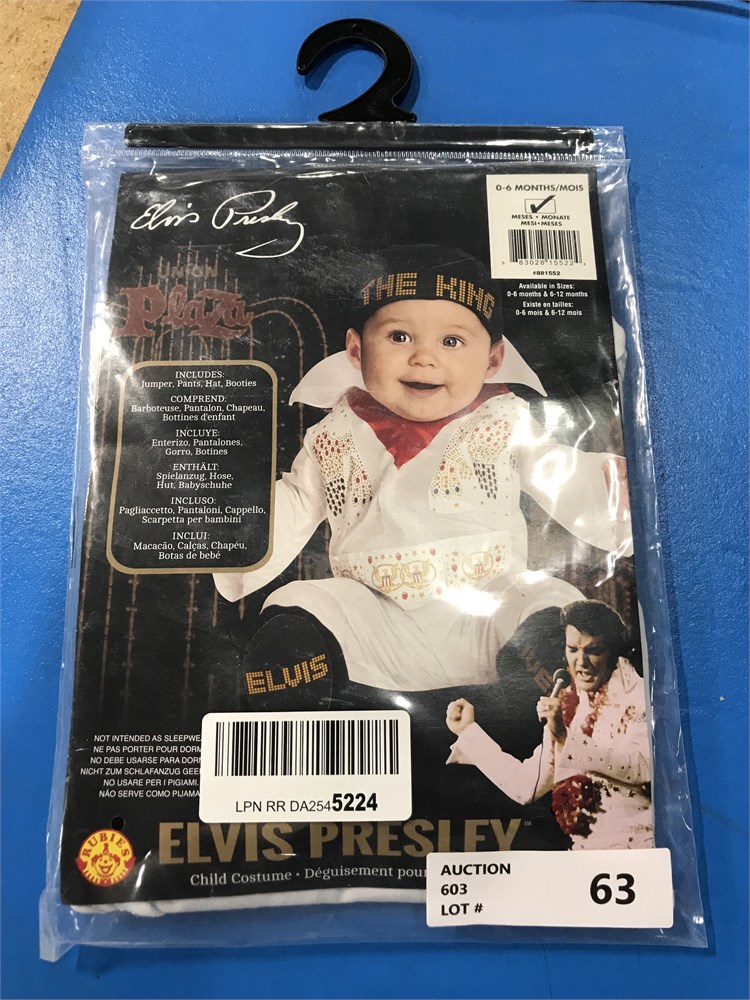 Elvis Presley
0-6 MONTHS/MOIS
MESES • MONATE
MESI • MESES
83028 15522
#881552
Available in Sizes:
0-6 months & 6-12 months
Existe en tailles:
0-6 mois & 6-12 mois
UNION
Plaza
THE KING
INCLUDES:
Jumper, Pants, Hat, Booties
COMPREND:
Barboteuse, Pantalon, Chapeau,
Bottines d'enfant
INCLUYE:
Enterizo, Pantalones,
Gorro, Botines
ENTHÄLT:
Spielanzug, Hose,
Hut, Babyschuhe
INCLUSO:
Pagliaccetto, Pantaloni, Cappello,
Scarpetta per bambini
INCLUI:
Macacão, Calças, Chapéu,
Botas de bebé
ELVIS
NOT INTENDED AS SLEEPWE
NE PAS PORTER POUR DORM
NO DEBE USARSE PARA DORM
NICHT ZUM SCHLAFANZUG GEE
NO USARE PER I PIGIAMI.
NÃO SERVE COMO PIJAMA
LPN RR DA2545224
RUBIES
ELVIS PRESLEY™
Child Costume • Déguisement pour
AUCTION
603
LOT #
63